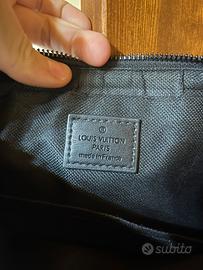 LOUIS VUITTON
PARIS
made in France
subito